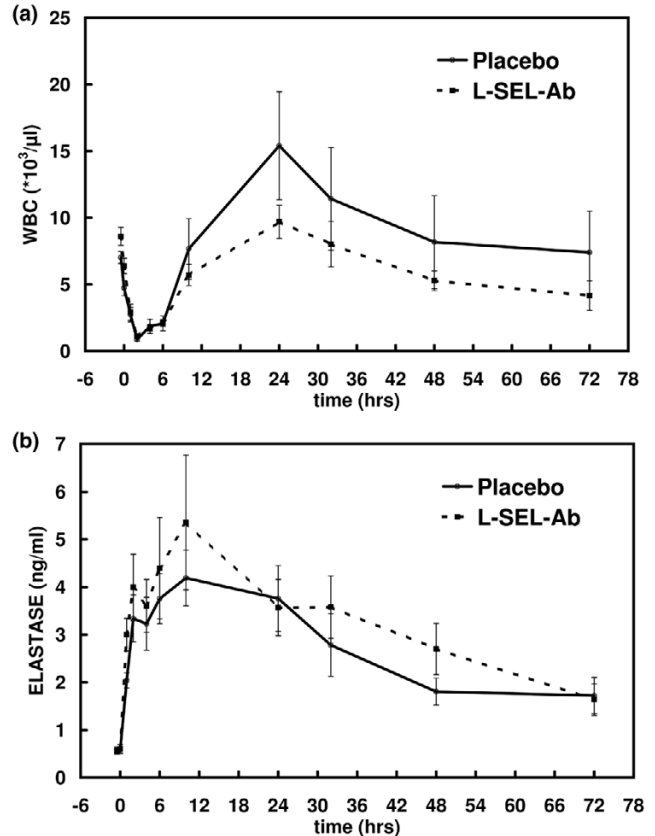 (a)
25
20
15
10
5
0
WBC (*10³/µl)
Placebo
L-SEL-Ab
-6 0 6 12 18 24 30 36 42 48 54 60 66 72 78
time (hrs)
(b)
7
6
5
4
3
2
1
0
ELASTASE (ng/ml)
Placebo
L-SEL-Ab
-6 0 6 12 18 24 30 36 42 48 54 60 66 72 78
time (hrs)